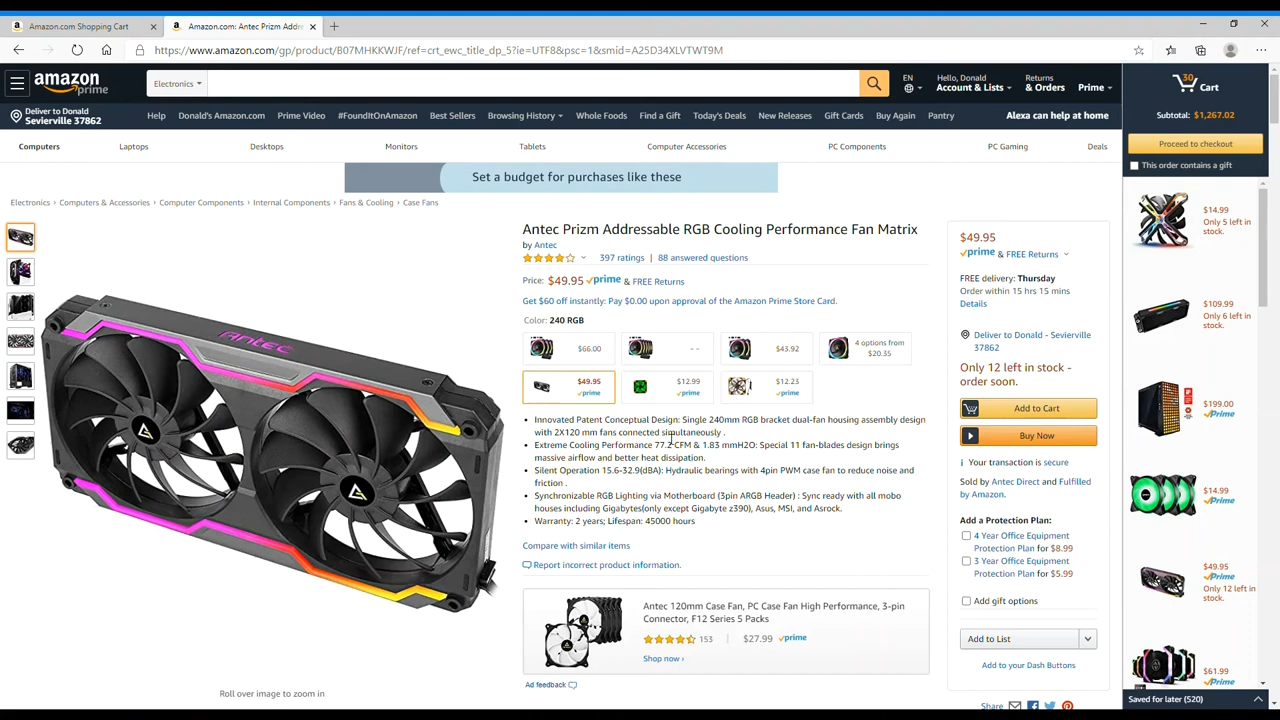 Amazon.com Shopping Cart
Amazon.com: Antec Prizm Addre
https://www.amazon.com/gp/product/B07MHKKWJF/ref=crt_ewc_title_dp_5?ie=UTF8&psc=1&smid=A25D34XLVTWT9M
amazon prime
Electronics
EN
Hello, Donald
Account & Lists
Returns
& Orders
Prime
30
Cart
Deliver to Donald
Sevierville 37862
Help Donald's Amazon.com Prime Video #FoundItOnAmazon Best Sellers Browsing History Whole Foods Find a Gift Today's Deals New Releases Gift Cards Buy Again Pantry
Alexa can help at home
Subtotal: $1,267.02
Proceed to checkout
This order contains a gift
Computers Laptops Desktops Monitors Tablets Computer Accessories PC Components PC Gaming Deals
Set a budget for purchases like these
Electronics › Computers & Accessories › Computer Components › Internal Components › Fans & Cooling › Case Fans
Antec Prizm Addressable RGB Cooling Performance Fan Matrix
by Antec
397 ratings | 88 answered questions
Price: $49.95 prime & FREE Returns
Get $60 off instantly: Pay $0.00 upon approval of the Amazon Prime Store Card.
Color: 240 RGB
$66.00
- -
$43.92
4 options from
$20.35
$49.95
prime
$12.99
prime
$12.23
prime
• Innovated Patent Conceptual Design: Single 240mm RGB bracket dual-fan housing assembly design
with 2X120 mm fans connected simultaneously .
• Extreme Cooling Performance 77.2CFM & 1.83 mmH2O: Special 11 fan-blades design brings
massive airflow and better heat dissipation.
• Silent Operation 15.6-32.9(dBA): Hydraulic bearings with 4pin PWM case fan to reduce noise and
friction .
• Synchronizable RGB Lighting via Motherboard (3pin ARGB Header) : Sync ready with all mobo
houses including Gigabytes(only except Gigabyte z390), Asus, MSI, and Asrock.
• Warranty: 2 years; Lifespan: 45000 hours
Compare with similar items
Report incorrect product information.
Antec 120mm Case Fan, PC Case Fan High Performance, 3-pin
Connector, F12 Series 5 Packs
153 | $27.99 prime
Shop now ›
Ad feedback
Antec
Roll over image to zoom in
$49.95
prime & FREE Returns
FREE delivery: Thursday
Order within 15 hrs 15 mins
Details
Deliver to Donald - Sevierville
37862
Only 12 left in stock -
order soon.
Add to Cart
Buy Now
Your transaction is secure
Sold by Antec Direct and Fulfilled
by Amazon.
Add a Protection Plan:
4 Year Office Equipment
Protection Plan for $8.99
3 Year Office Equipment
Protection Plan for $5.99
Add gift options
Add to List
Add to your Dash Buttons
Share
$14.99
Only 5 left in
stock.
$109.99
Only 6 left in
stock.
$199.00
prime
$14.99
prime
$49.95
prime
Only 12 left in
stock.
$61.99
prime
Saved for later (520)